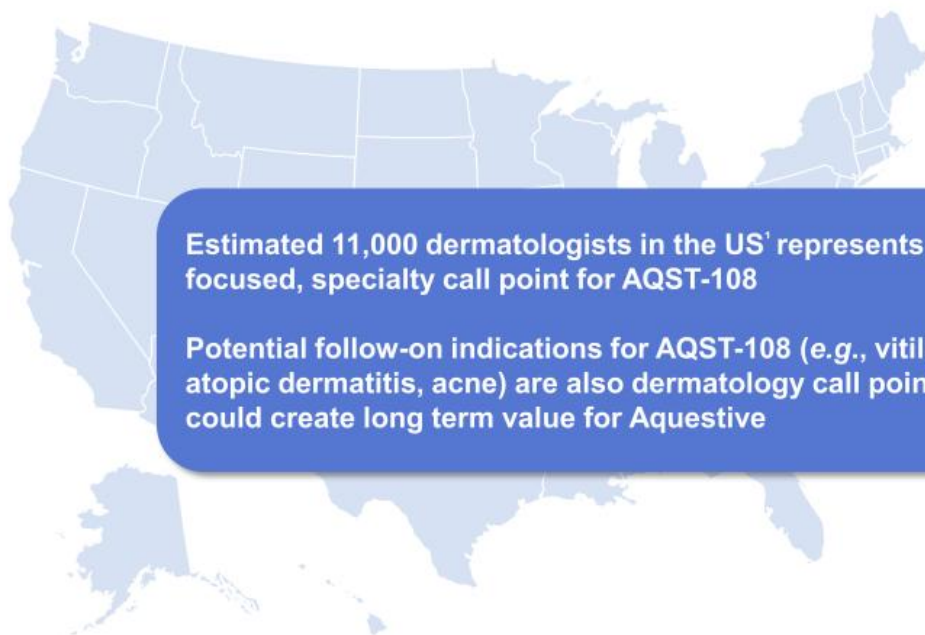 Estimated 11,000 dermatologists in the US¹ represents
focused, specialty call point for AQST-108
Potential follow-on indications for AQST-108 (e.g., vitil
atopic dermatitis, acne) are also dermatology call poin
could create long term value for Aquestive